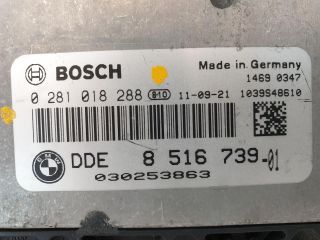 BOSCH
Made in Germany
1469 0347
0 281 018 288 810 11-09-21 1039S48610
DDE 8 516 739-01
030253863